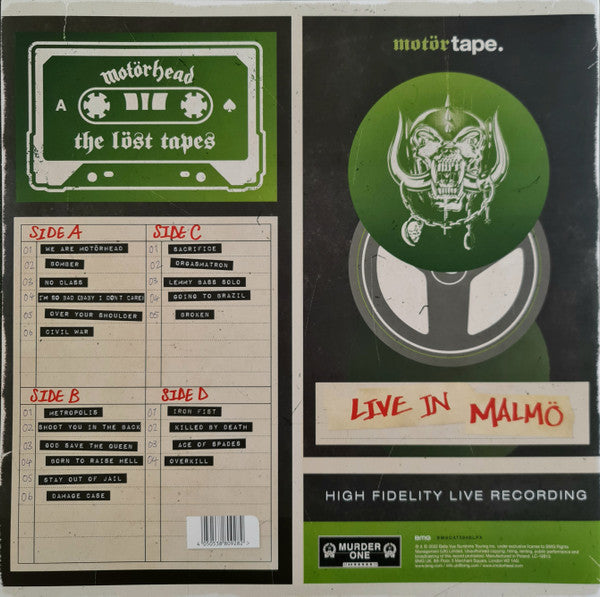 motörhead
A
the löst tapes
SIDE A
01 WE ARE MOTÖRHEAD
02 BOMBER
03 NO CLASS
04 I'M SO BAD (BABY I DON'T CARE)
05 OVER YOUR SHOULDER
06 CIVIL WAR
SIDE C
01 SACRIFICE
02 ORGASMATRON
03 LEMMY BASS SOLO
04 GOING TO BRAZIL
05 BROKEN
SIDE B
01 METROPOLIS
02 SHOOT YOU IN THE BACK
03 GOD SAVE THE QUEEN
04 BORN TO RAISE HELL
05 STAY OUT OF JAIL
06 DAMAGE CASE
SIDE D
01 IRON FIST
02 KILLED BY DEATH
03 ACE OF SPADES
04 OVERKILL
4 050538 809282 >
motörtape.
LIVE IN MALMÖ
HIGH FIDELITY LIVE RECORDING
MURDER
ONE
BMG